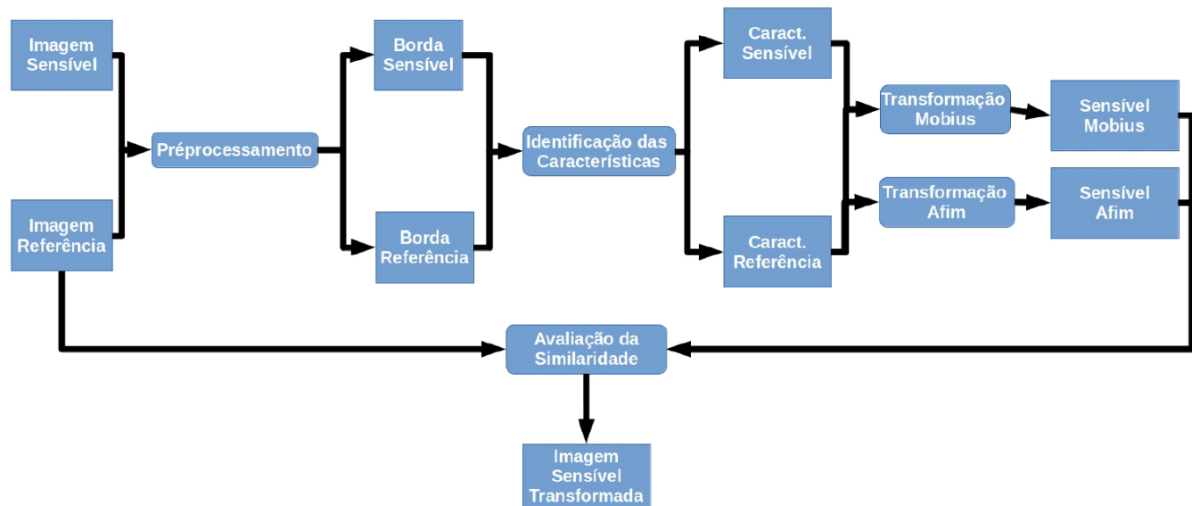 Imagem
Sensível
Imagem
Referência
Préprocessamento
Borda
Sensível
Borda
Referência
Identificação das
Característícas
Caract.
Sensível
Caract.
Referência
Transformação
Mobius
Transformação
Afim
Sensível
Mobius
Sensível
Afim
Avaliação da
Similaridade
Imagem
Sensível
Transformada